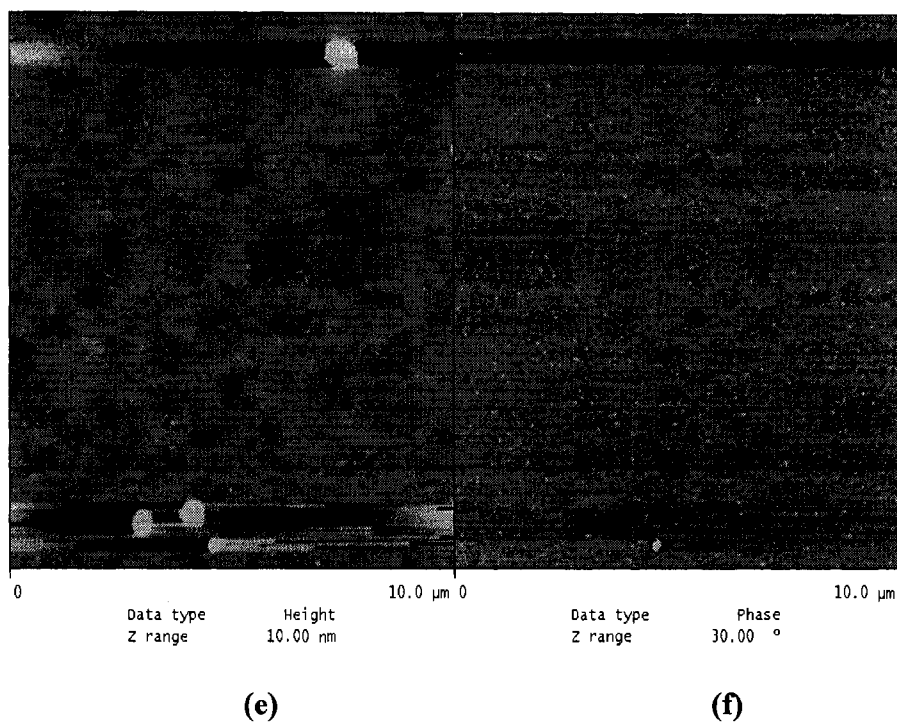 0 10.0 µm 0 10.0 µm
Data type Height Data type Phase
Z range 10.00 nm Z range 30.00 º
(e) (f)